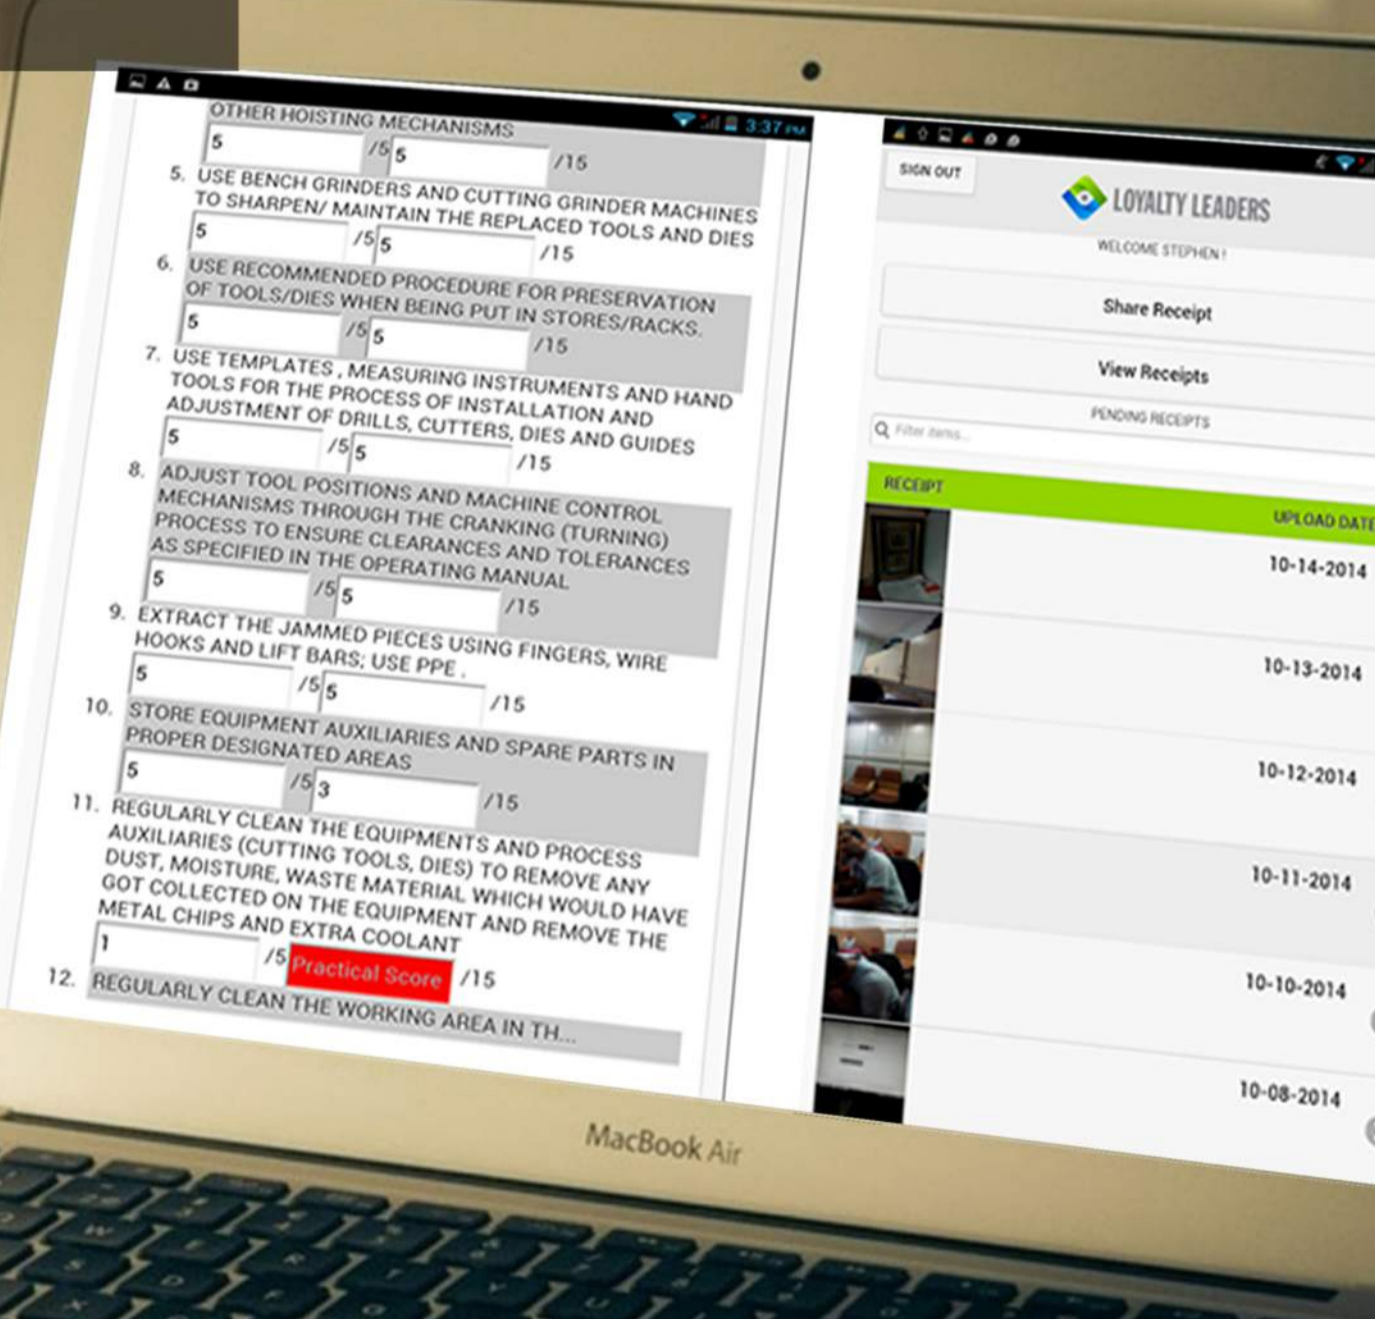 3:37 PM
OTHER HOISTING MECHANISMS
5 /5 5 /15
5. USE BENCH GRINDERS AND CUTTING GRINDER MACHINES
TO SHARPEN/ MAINTAIN THE REPLACED TOOLS AND DIES
5 /5 5 /15
6. USE RECOMMENDED PROCEDURE FOR PRESERVATION
OF TOOLS/DIES WHEN BEING PUT IN STORES/RACKS.
5 /5 5 /15
7. USE TEMPLATES , MEASURING INSTRUMENTS AND HAND
TOOLS FOR THE PROCESS OF INSTALLATION AND
ADJUSTMENT OF DRILLS, CUTTERS, DIES AND GUIDES
5 /5 5 /15
8. ADJUST TOOL POSITIONS AND MACHINE CONTROL
MECHANISMS THROUGH THE CRANKING (TURNING)
PROCESS TO ENSURE CLEARANCES AND TOLERANCES
AS SPECIFIED IN THE OPERATING MANUAL
5 /5 5 /15
9. EXTRACT THE JAMMED PIECES USING FINGERS, WIRE
HOOKS AND LIFT BARS; USE PPE .
5 /5 5 /15
10. STORE EQUIPMENT AUXILIARIES AND SPARE PARTS IN
PROPER DESIGNATED AREAS
5 /5 3 /15
11. REGULARLY CLEAN THE EQUIPMENTS AND PROCESS
AUXILIARIES (CUTTING TOOLS, DIES) TO REMOVE ANY
DUST, MOISTURE, WASTE MATERIAL WHICH WOULD HAVE
GOT COLLECTED ON THE EQUIPMENT AND REMOVE THE
METAL CHIPS AND EXTRA COOLANT
1 /5 Practical Score /15
12. REGULARLY CLEAN THE WORKING AREA IN TH...
SIGN OUT
LOYALTY LEADERS
WELCOME STEPHEN !
Share Receipt
View Receipts
PENDING RECEIPTS
Filter items...
RECEIPT UPLOAD DATE
10-14-2014
10-13-2014
10-12-2014
10-11-2014
10-10-2014
10-08-2014
MacBook Air